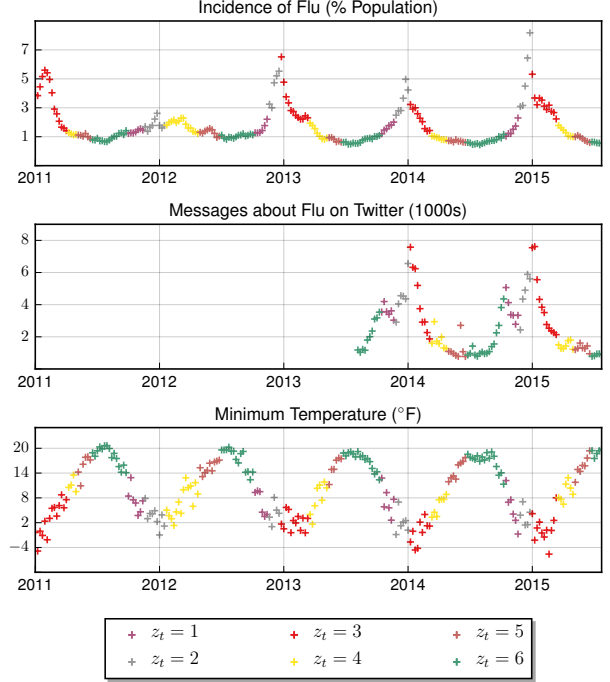 Incidence of Flu (% Population)
7
5
3
1
2011 2012 2013 2014 2015
Messages about Flu on Twitter (1000s)
8
6
4
2
2011 2012 2013 2014 2015
Minimum Temperature (°F)
20
14
8
2
−4
2011 2012 2013 2014 2015
z_t = 1 z_t = 3 z_t = 5
z_t = 2 z_t = 4 z_t = 6